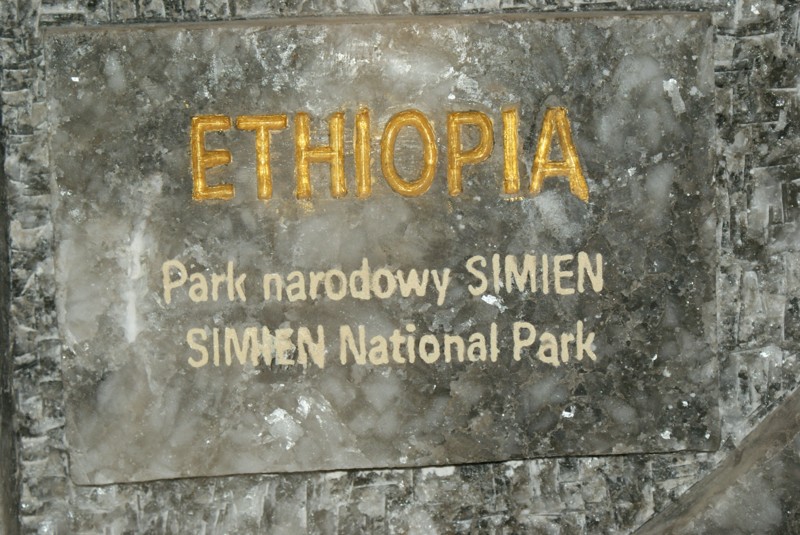 ETHIOPIA
Park narodowy SIMIEN
SIMIEN National Park